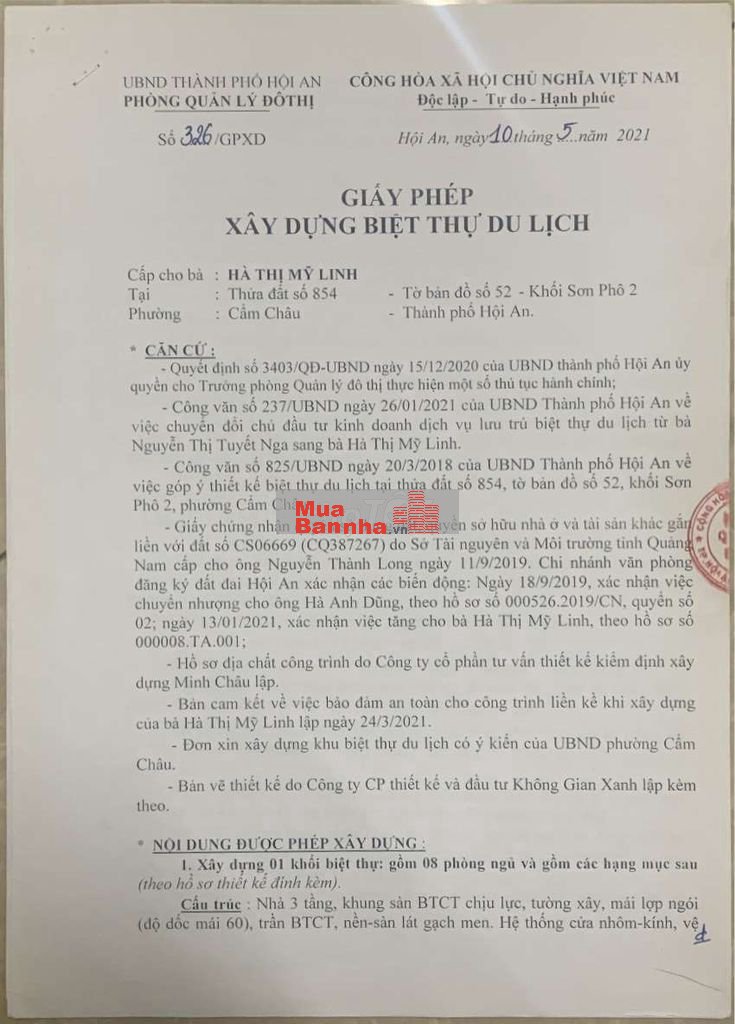 UBND THÀNH PHỐ HỘI AN
PHÒNG QUẢN LÝ ĐÔ THỊ
Số 326/GPXD
CỘNG HÒA XÃ HỘI CHỦ NGHĨA VIỆT NAM
Độc lập - Tự do - Hạnh phúc
Hội An, ngày 10 tháng 5 năm 2021
GIẤY PHÉP
XÂY DỰNG BIỆT THỰ DU LỊCH
Cấp cho bà : HÀ THỊ MỸ LINH
Tại : Thửa đất số 854 - Tờ bản đồ số 52 - Khối Sơn Phô 2
Phường : Cẩm Châu - Thành phố Hội An.
* CĂN CỨ :
- Quyết định số 3403/QĐ-UBND ngày 15/12/2020 của UBND thành phố Hội An ủy
quyền cho Trưởng phòng Quản lý đô thị thực hiện một số thủ tục hành chính;
- Công văn số 237/UBND ngày 26/01/2021 của UBND Thành phố Hội An về
việc chuyển đổi chủ đầu tư kinh doanh dịch vụ lưu trú biệt thự du lịch từ bà
Nguyễn Thị Tuyết Nga sang bà Hà Thị Mỹ Linh.
- Công văn số 825/UBND ngày 20/3/2018 của UBND Thành phố Hội An về
việc góp ý thiết kế biệt thự du lịch tại thửa đất số 854, tờ bản đồ số 52, khối Sơn
Phô 2, phường Cẩm Châ
Mua
Bannha.vn
- Giấy chứng nhận quyền sở hữu nhà ở và tài sản khác gắn
liền với đất số CS06669 (CQ387267) do Sở Tài nguyên và Môi trường tỉnh Quảng
Nam cấp cho ông Nguyễn Thành Long ngày 11/9/2019. Chi nhánh văn phòng
đăng ký đất đai Hội An xác nhận các biến động: Ngày 18/9/2019, xác nhận việc
chuyển nhượng cho ông Hà Anh Dũng, theo hồ sơ số 000526.2019/CN, quyển số
02; ngày 13/01/2021, xác nhận việc tặng cho bà Hà Thị Mỹ Linh, theo hồ sơ số
000008.TA.001;
- Hồ sơ địa chất công trình do Công ty cổ phần tư vấn thiết kế kiểm định xây
dựng Minh Châu lập.
- Bản cam kết về việc bảo đảm an toàn cho công trình liền kề khi xây dựng
của bà Hà Thị Mỹ Linh lập ngày 24/3/2021.
- Đơn xin xây dựng khu biệt thự du lịch có ý kiến của UBND phường Cẩm
Châu.
- Bản vẽ thiết kế do Công ty CP thiết kế và đầu tư Không Gian Xanh lập kèm
theo.
* NỘI DUNG ĐƯỢC PHÉP XÂY DỰNG :
1. Xây dựng 01 khối biệt thự: gồm 08 phòng ngủ và gồm các hạng mục sau
(theo hồ sơ thiết kế đính kèm).
Cấu trúc : Nhà 3 tầng, khung sàn BTCT chịu lực, tường xây, mái lợp ngói
(độ dốc mái 60), trần BTCT, nền-sàn lát gạch men. Hệ thống cửa nhôm-kính, vệ